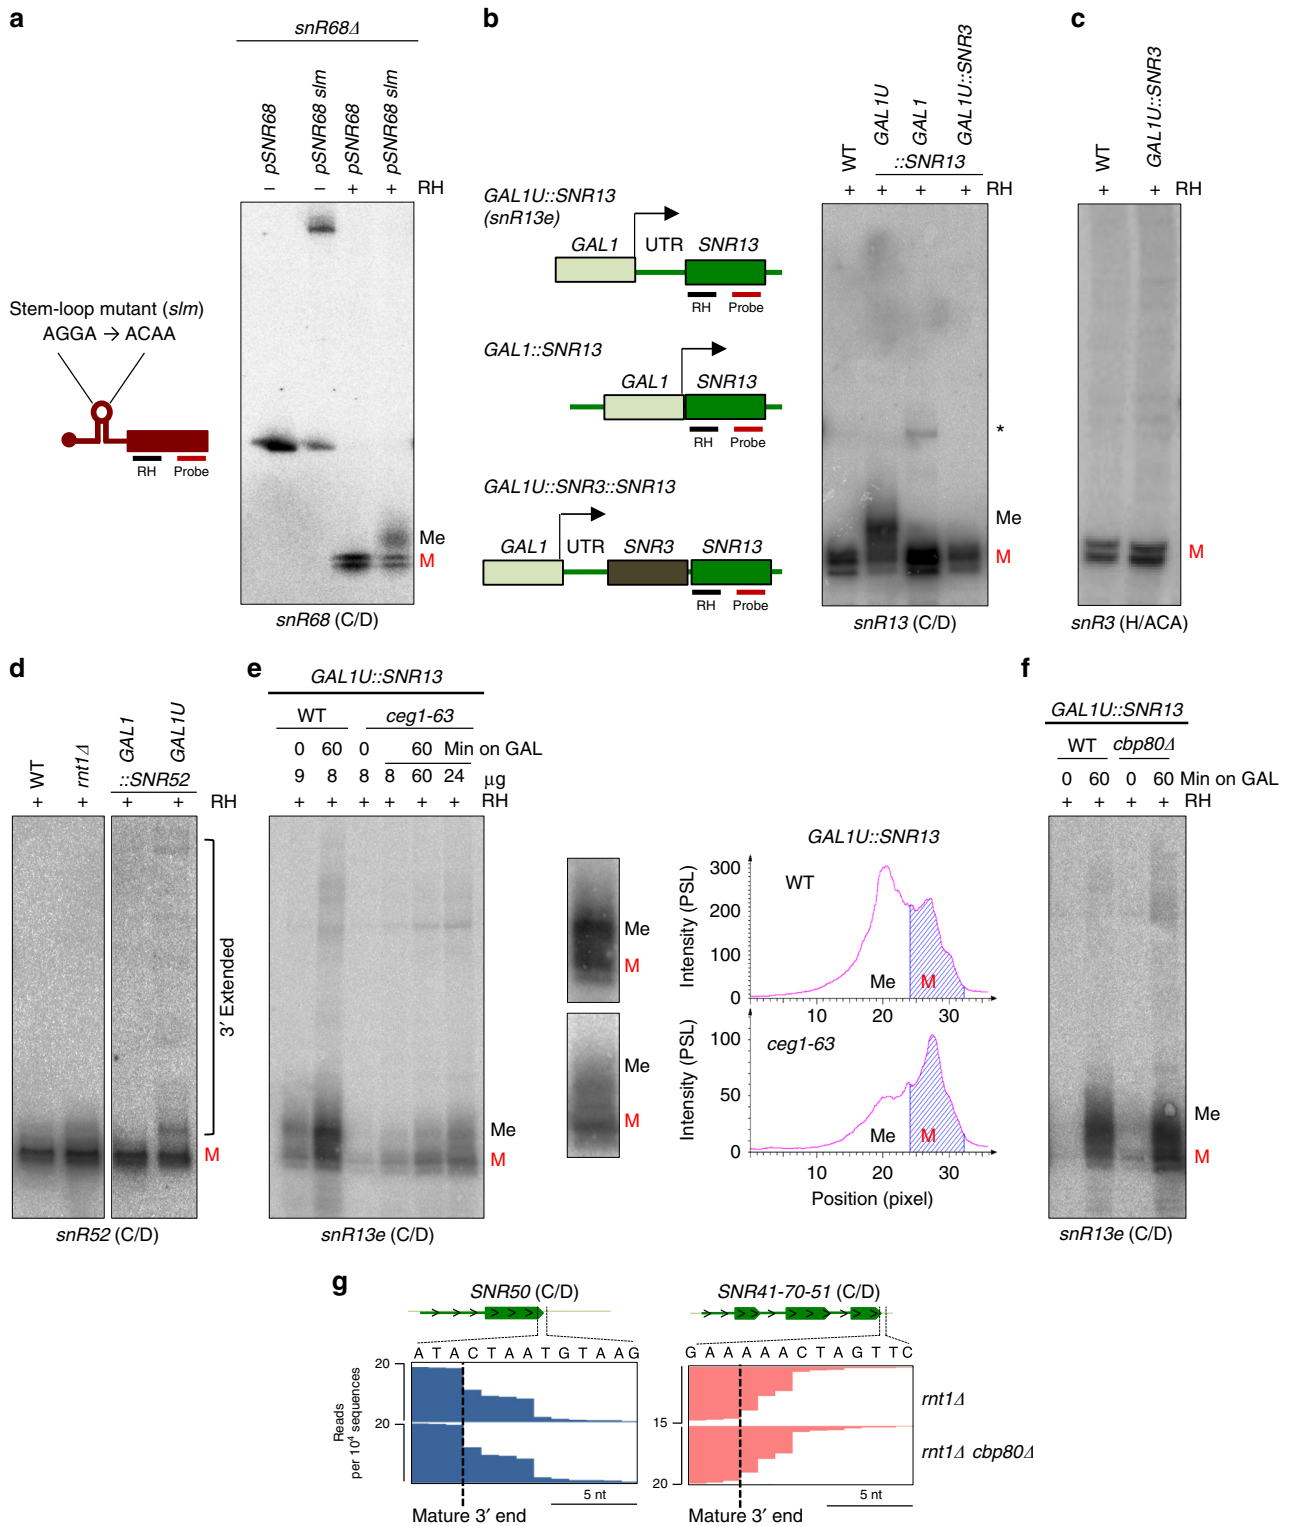 a
snR68Δ
– pSNR68
– pSNR68 slm
+ pSNR68
+ pSNR68 slm
RH
Stem-loop mutant (slm)
AGGA → ACAA
RH
Probe
Me
M
snR68 (C/D)
b
GAL1U::SNR13
(snR13e)
GAL1
UTR
SNR13
RH
Probe
GAL1::SNR13
GAL1
SNR13
RH
Probe
GAL1U::SNR3::SNR13
GAL1
UTR
SNR3
SNR13
RH
Probe
WT
GAL1U
GAL1
GAL1U::SNR3
::SNR13
+ + + + RH
*
Me
M
snR13 (C/D)
c
WT
GAL1U::SNR3
+ +
M
snR3 (H/ACA)
d
WT
rnt1Δ
GAL1
GAL1U
::SNR52
+ + + + RH
3′ Extended
M
snR52 (C/D)
e
GAL1U::SNR13
WT ceg1-63
0 60 0 60 Min on GAL
9 8 8 8 60 24 μg
+ + + + + + RH
Me
M
snR13e (C/D)
Me
M
Me
M
GAL1U::SNR13
Intensity (PSL)
300
200
100
0
WT
Me
M
10 20 30
Intensity (PSL)
100
50
0
ceg1-63
Me
M
10 20 30
Position (pixel)
f
GAL1U::SNR13
WT cbp80Δ
0 60 0 60 Min on GAL
+ + + + RH
Me
M
snR13e (C/D)
g
SNR50 (C/D)
A T A C T A A T G T A A G
20
20
Reads
per 10⁴ sequences
Mature 3′ end
5 nt
SNR41-70-51 (C/D)
G A A A A A C T A G T T C
15
20
rnt1Δ
rnt1Δ cbp80Δ
Mature 3′ end
5 nt